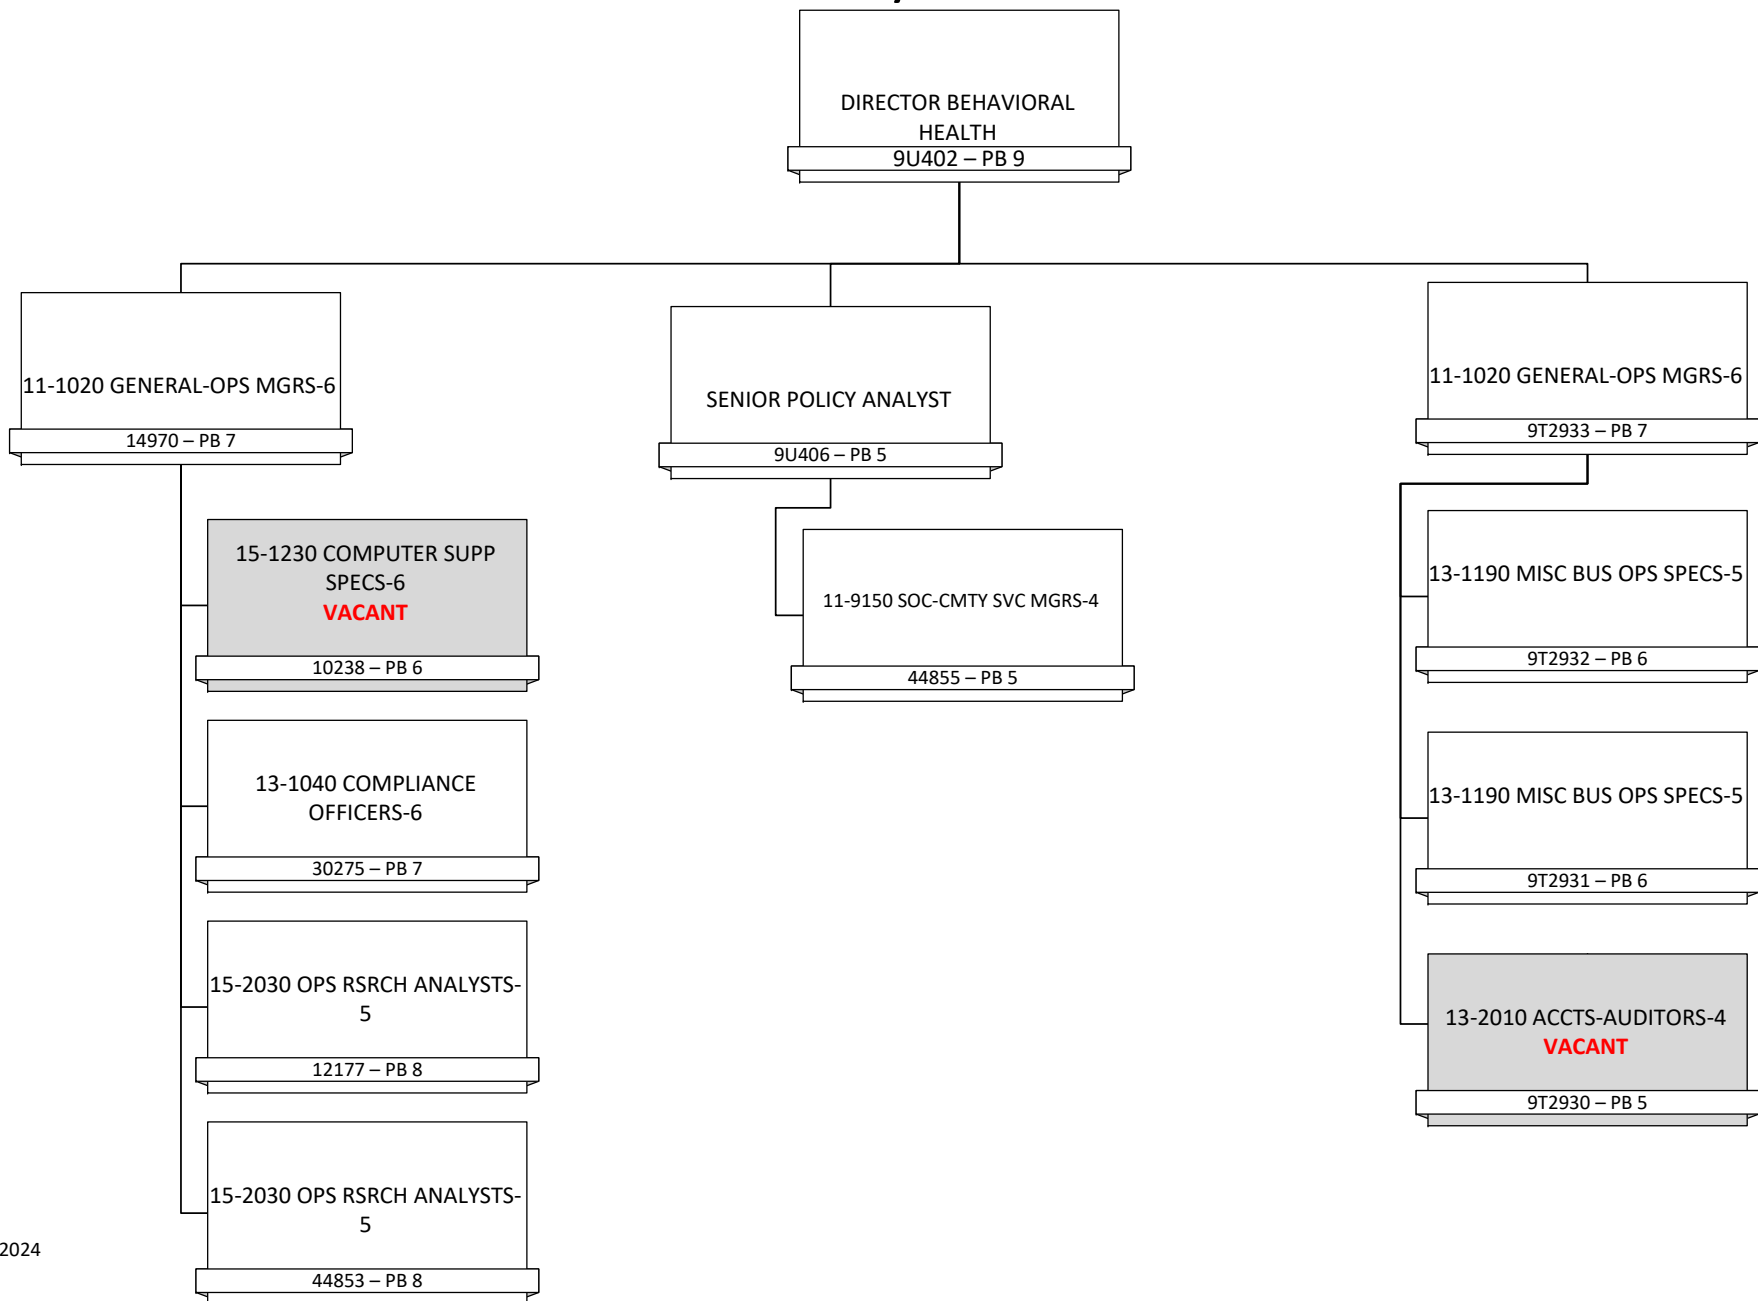 DIRECTOR BEHAVIORAL
HEALTH
9U402 – PB 9
11-1020 GENERAL-OPS MGRS-6
14970 – PB 7
SENIOR POLICY ANALYST
9U406 – PB 5
11-1020 GENERAL-OPS MGRS-6
9T2933 – PB 7
15-1230 COMPUTER SUPP
SPECS-6
VACANT
10238 – PB 6
13-1040 COMPLIANCE
OFFICERS-6
30275 – PB 7
15-2030 OPS RSRCH ANALYSTS-
5
12177 – PB 8
15-2030 OPS RSRCH ANALYSTS-
5
44853 – PB 8
11-9150 SOC-CMTY SVC MGRS-4
44855 – PB 5
13-1190 MISC BUS OPS SPECS-5
9T2932 – PB 6
13-1190 MISC BUS OPS SPECS-5
9T2931 – PB 6
13-2010 ACCTS-AUDITORS-4
VACANT
9T2930 – PB 5
2024